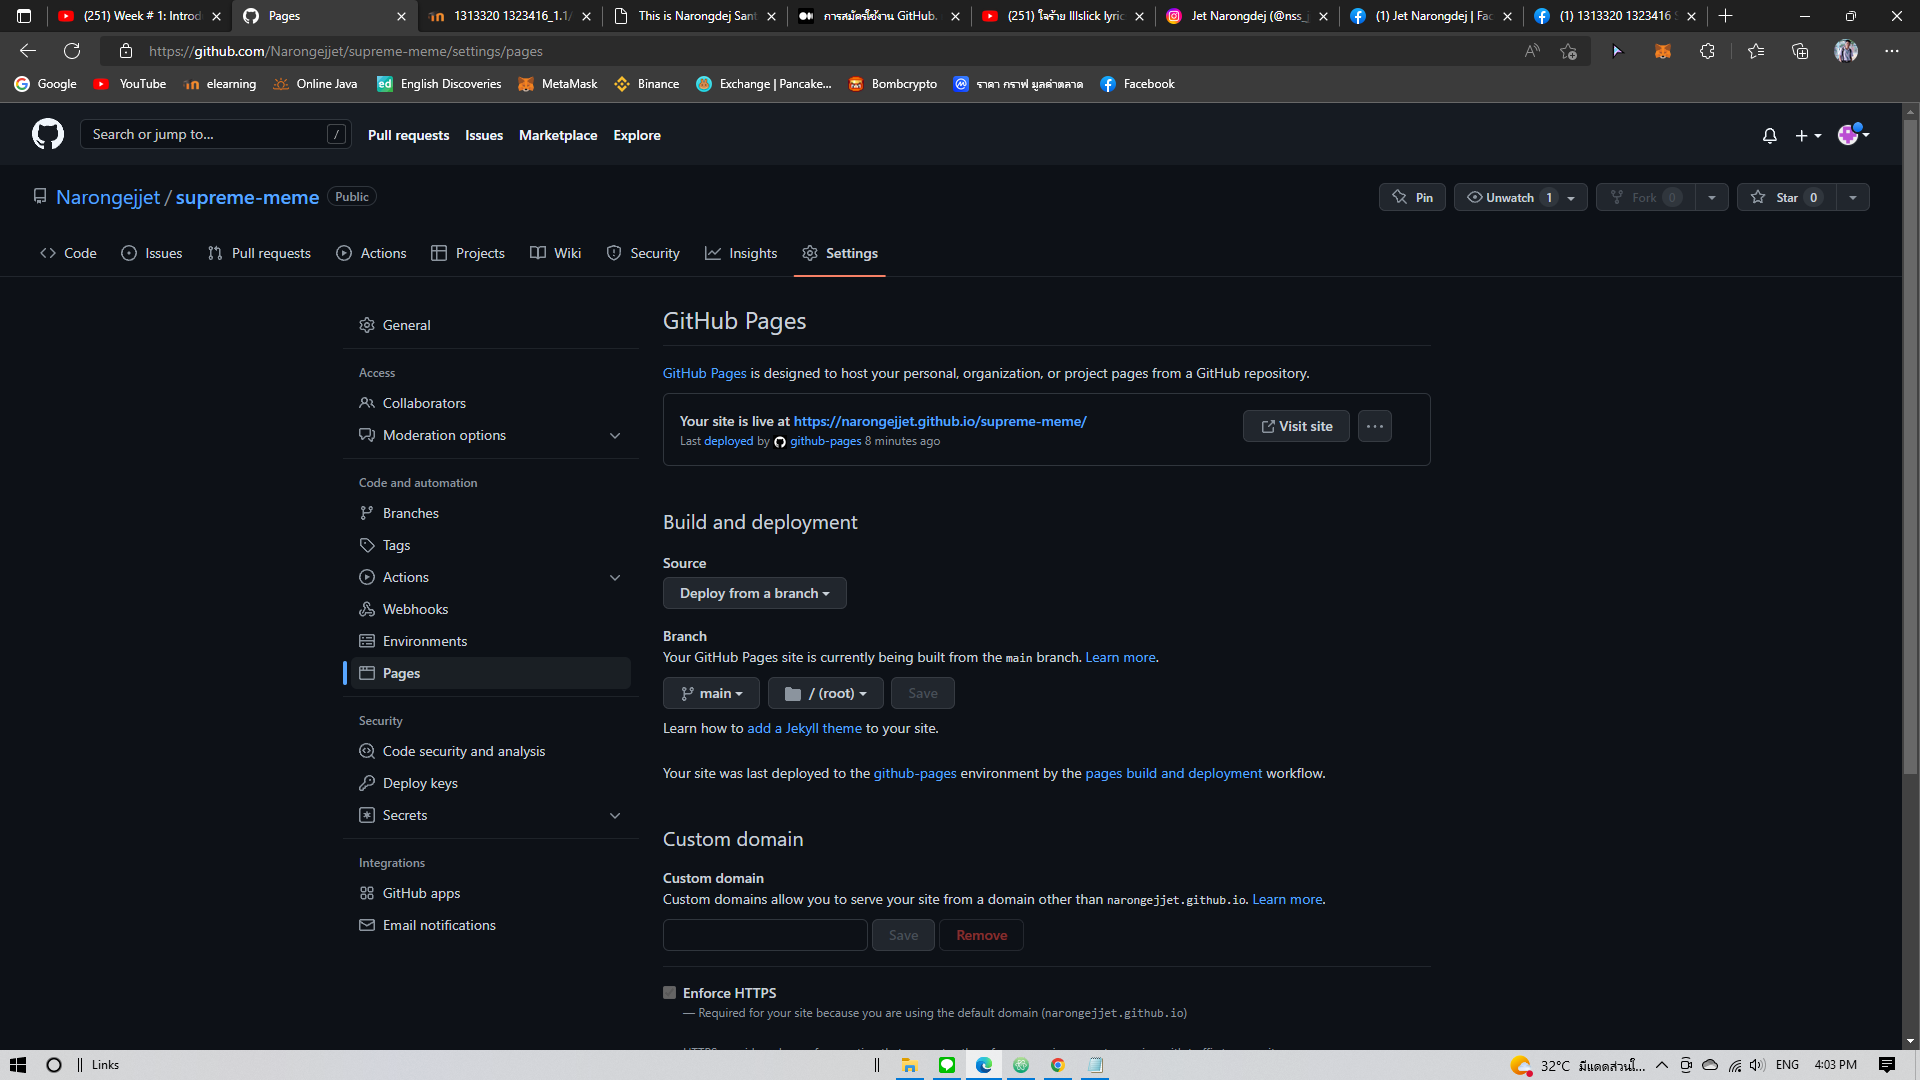 (251) Week # 1: Introd
Pages
1313320 1323416_1.1/
This is Narongdej Sant
การสมัครใช้งาน GitHub.
(251) ใจร้าย Illslick lyric
Jet Narongdej (@nss_j
(1) Jet Narongdej | Fac
(1) 1313320 1323416 S
https://github.com/Narongejjet/supreme-meme/settings/pages
Google
YouTube
elearning
Online Java
English Discoveries
MetaMask
Binance
Exchange | Pancake...
Bombcrypto
ราคา กราฟ มูลค่าตลาด
Facebook
Search or jump to...
/
Pull requests
Issues
Marketplace
Explore
Narongejjet / supreme-meme
Public
Pin
Unwatch 1
Fork 0
Star 0
Code
Issues
Pull requests
Actions
Projects
Wiki
Security
Insights
Settings
General
Access
Collaborators
Moderation options
Code and automation
Branches
Tags
Actions
Webhooks
Environments
Pages
Security
Code security and analysis
Deploy keys
Secrets
Integrations
GitHub apps
Email notifications
GitHub Pages
GitHub Pages is designed to host your personal, organization, or project pages from a GitHub repository.
Your site is live at https://narongejjet.github.io/supreme-meme/
Last deployed by github-pages 8 minutes ago
Visit site
Build and deployment
Source
Deploy from a branch
Branch
Your GitHub Pages site is currently being built from the main branch. Learn more.
main
/ (root)
Save
Learn how to add a Jekyll theme to your site.
Your site was last deployed to the github-pages environment by the pages build and deployment workflow.
Custom domain
Custom domain
Custom domains allow you to serve your site from a domain other than narongejjet.github.io. Learn more.
Save
Remove
Enforce HTTPS
— Required for your site because you are using the default domain (narongejjet.github.io)
Links
32°C
มีแดดส่วนใ...
ENG
4:03 PM